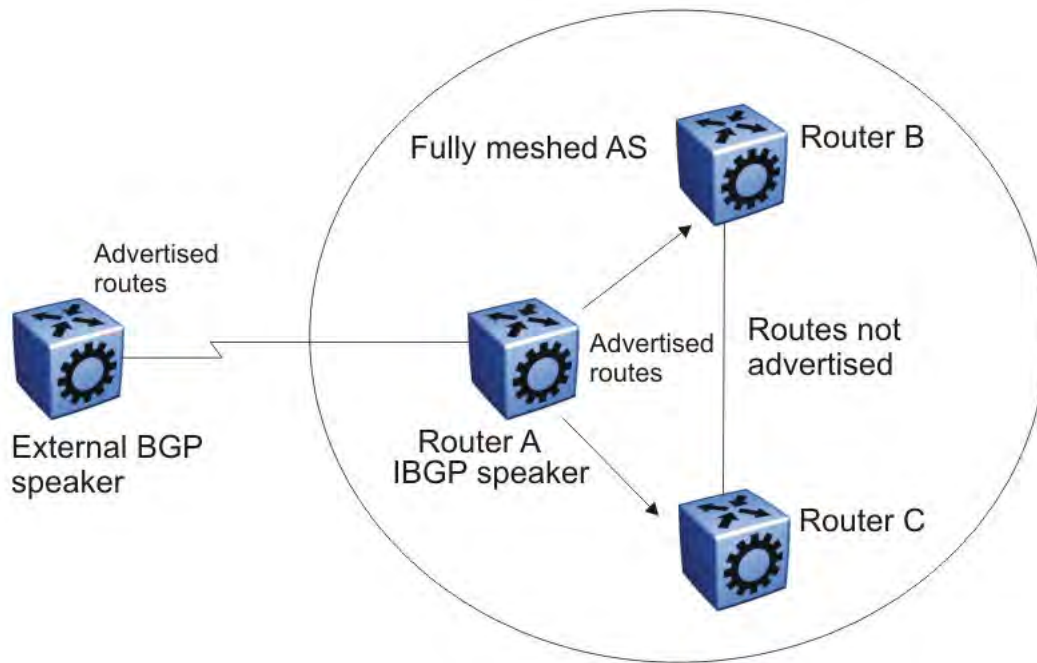 Fully meshed AS
Router B
Advertised
routes
External BGP
speaker
Advertised
routes
Router A
IBGP speaker
Routes not
advertised
Router C